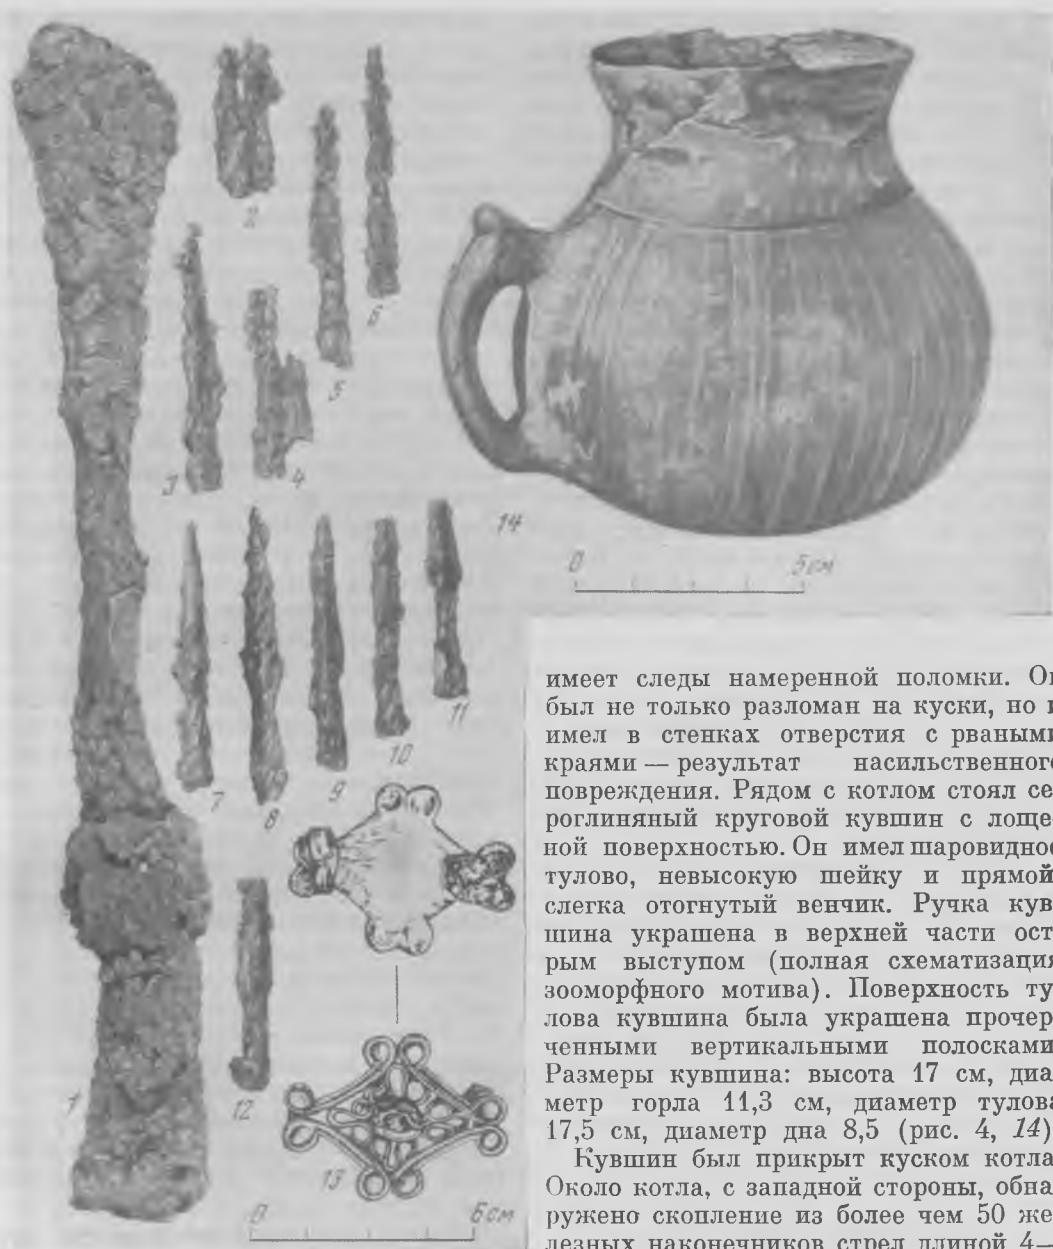 2
6
5
3
4
14
0 5см
11
10
7
9
8
12
1
13
0 6см
имеет следы намеренной поломки. Он
был не только разломан на куски, но и
имел в стенках отверстия с рваными
краями — результат насильственного
повреждения. Рядом с котлом стоял се-
роглиняный круговой кувшин с лоще-
ной поверхностью. Он имел шаровидное
тулово, невысокую шейку и прямой
слегка отогнутый венчик. Ручка кув-
шина украшена в верхней части ост-
рым выступом (полная схематизация
зооморфного мотива). Поверхность ту-
лова кувшина была украшена прочер-
ченными вертикальными полосками
Размеры кувшина: высота 17 см, диа-
метр горла 11,3 см, диаметр тулова
17,5 см, диаметр дна 8,5 (рис. 4, 14)
Кувшин был прикрыт куском котла
Около котла, с западной стороны, обна-
ружено скопление из более чем 50 же-
лезных наконечников стрел длиной 4—